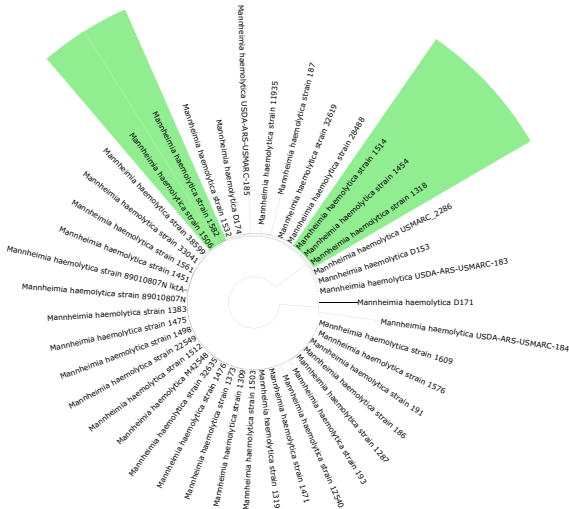 Mannheimia haemolytica USDA-ARS-USMARC-185
Mannheimia haemolytica strain 11935
Mannheimia haemolytica strain 187
Mannheimia haemolytica strain 32619
Mannheimia haemolytica strain 28488
Mannheimia haemolytica strain 1514
Mannheimia haemolytica strain 1454
Mannheimia haemolytica strain 1318
Mannheimia haemolytica USMARC_2286
Mannheimia haemolytica D153
Mannheimia haemolytica USDA-ARS-USMARC-183
Mannheimia haemolytica D171
Mannheimia haemolytica USDA-ARS-USMARC-184
Mannheimia haemolytica strain 1609
Mannheimia haemolytica strain 1576
Mannheimia haemolytica strain 191
Mannheimia haemolytica strain 186
Mannheimia haemolytica strain 1287
Mannheimia haemolytica strain 193
Mannheimia haemolytica strain 12540
Mannheimia haemolytica strain 1471
Mannheimia haemolytica strain 1319
Mannheimia haemolytica strain 1503
Mannheimia haemolytica strain 1309
Mannheimia haemolytica strain 1373
Mannheimia haemolytica strain 1476
Mannheimia haemolytica strain 32635
Mannheimia haemolytica M42548
Mannheimia haemolytica strain 1512
Mannheimia haemolytica strain 22549
Mannheimia haemolytica strain 1498
Mannheimia haemolytica strain 1475
Mannheimia haemolytica strain 1383
Mannheimia haemolytica strain 89010807N
Mannheimia haemolytica strain 89010807N lktA-
Mannheimia haemolytica strain 1451
Mannheimia haemolytica strain 1561
Mannheimia haemolytica strain 33041
Mannheimia haemolytica strain 38599
Mannheimia haemolytica strain 1506
Mannheimia haemolytica strain 1582
Mannheimia haemolytica strain 1532
Mannheimia haemolytica D174